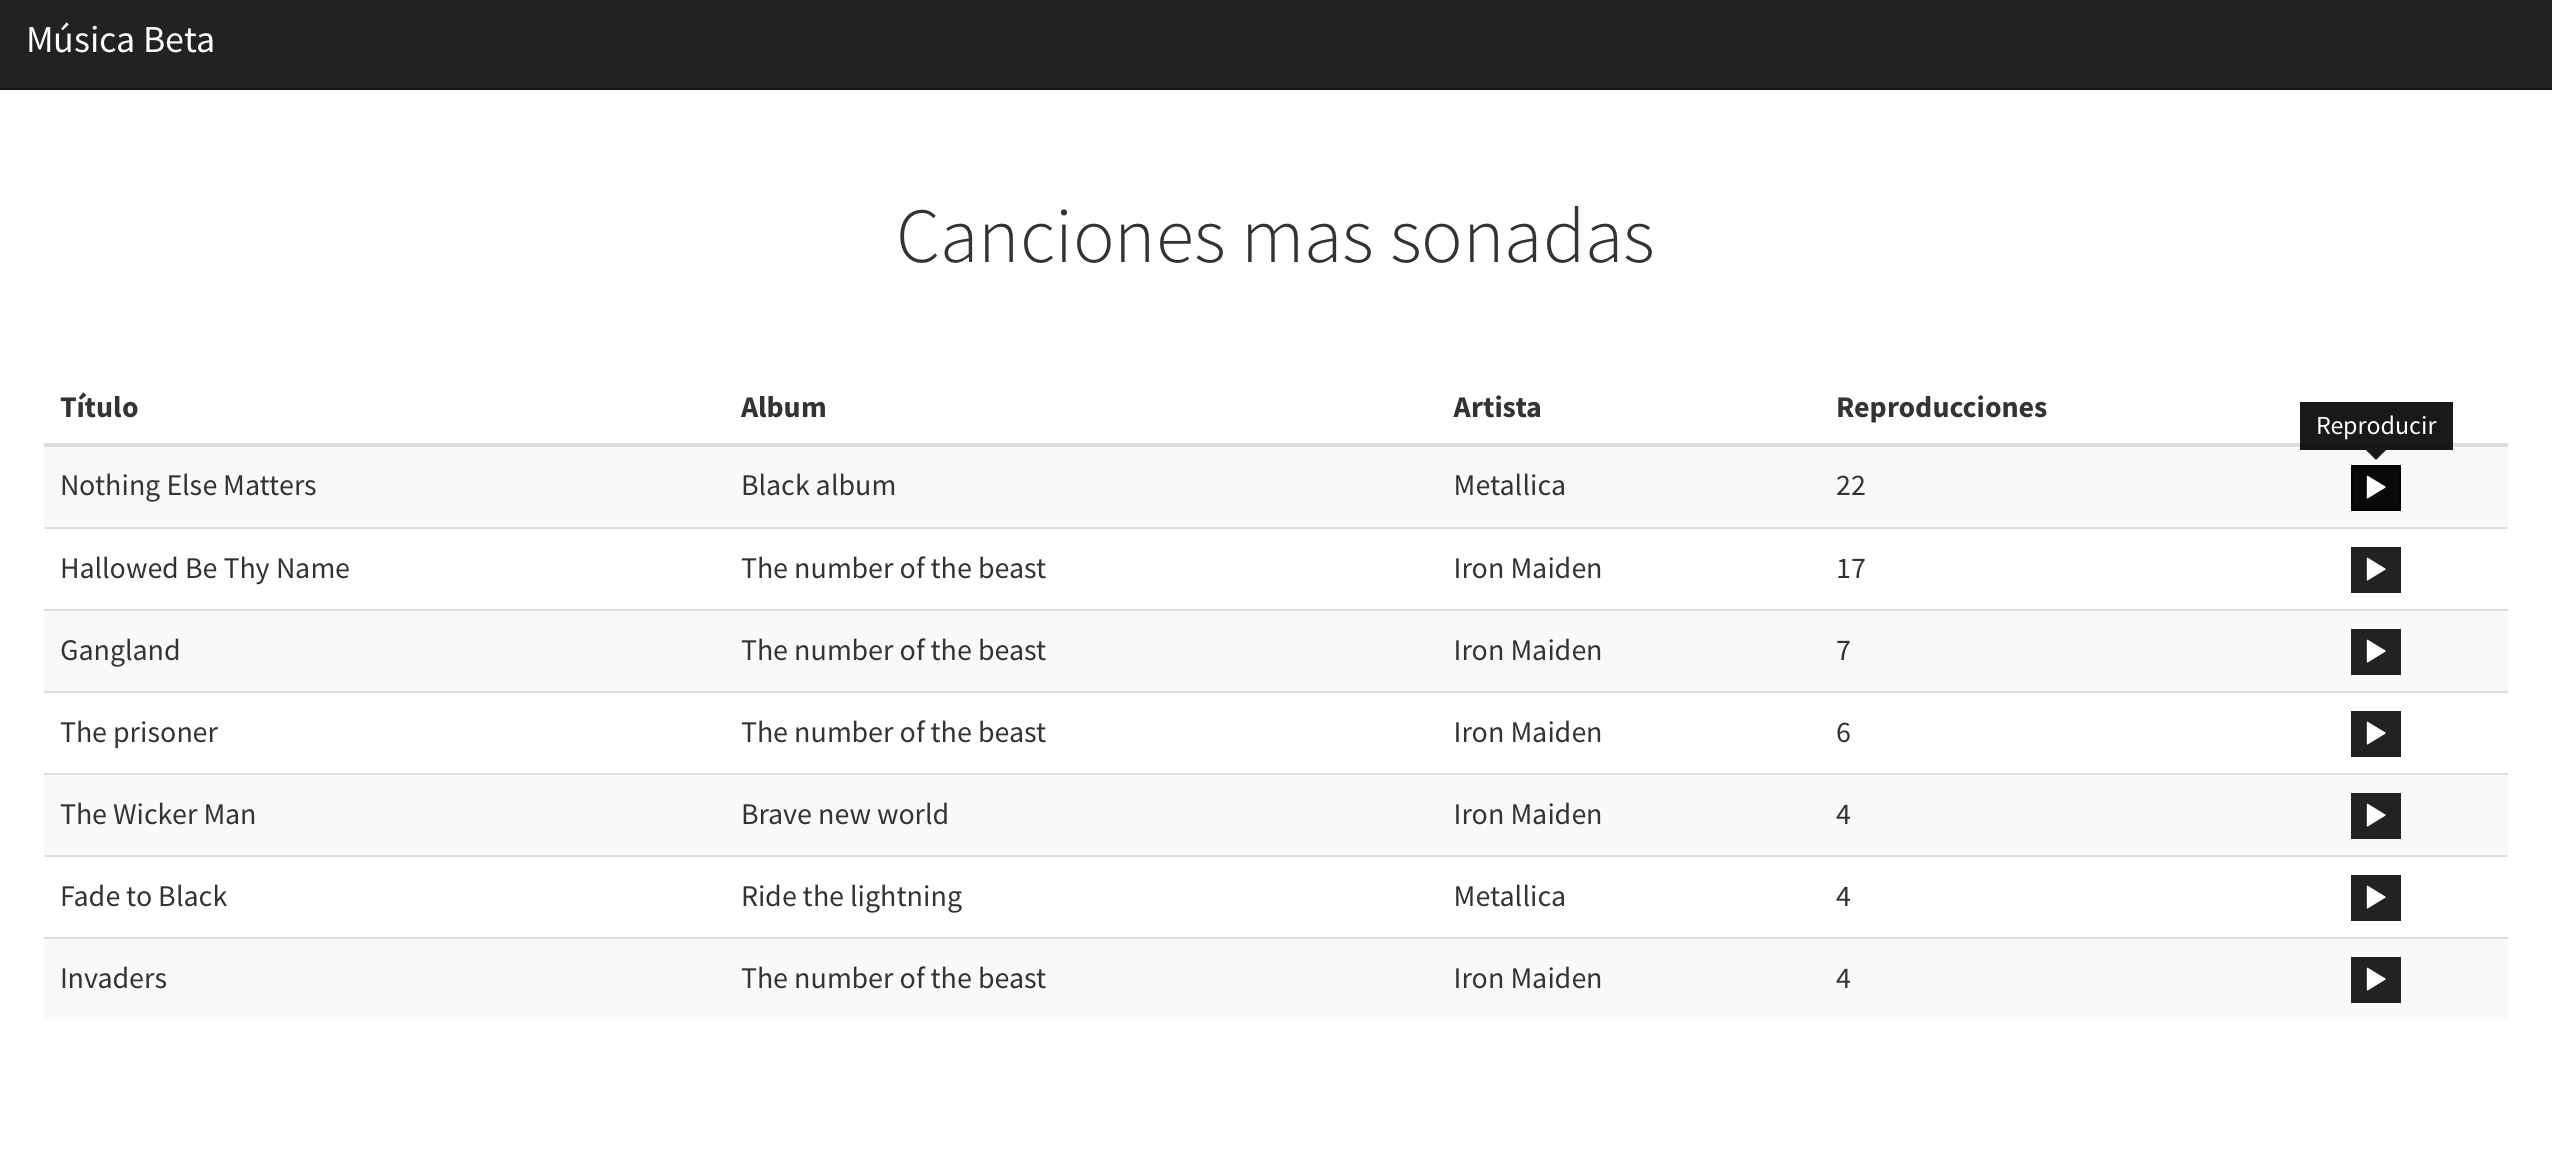 Música Beta
Canciones mas sonadas
Título Album Artista Reproducciones
Reproducir
Nothing Else Matters Black album Metallica 22
Hallowed Be Thy Name The number of the beast Iron Maiden 17
Gangland The number of the beast Iron Maiden 7
The prisoner The number of the beast Iron Maiden 6
The Wicker Man Brave new world Iron Maiden 4
Fade to Black Ride the lightning Metallica 4
Invaders The number of the beast Iron Maiden 4